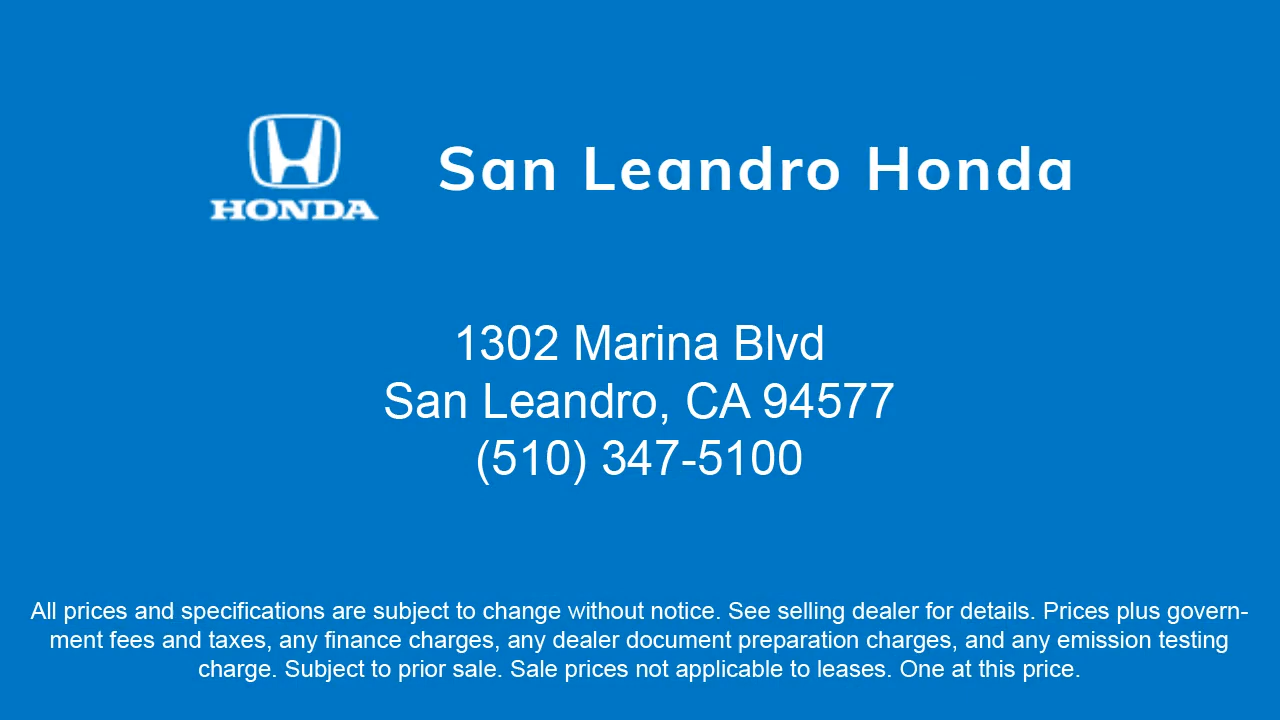 HONDA
San Leandro Honda
1302 Marina Blvd
San Leandro, CA 94577
(510) 347-5100
All prices and specifications are subject to change without notice. See selling dealer for details. Prices plus govern-
ment fees and taxes, any finance charges, any dealer document preparation charges, and any emission testing
charge. Subject to prior sale. Sale prices not applicable to leases. One at this price.